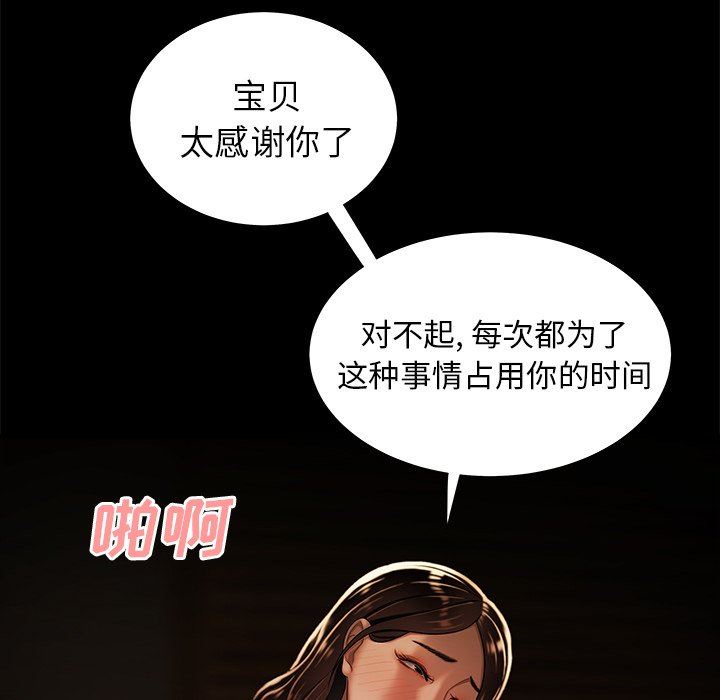 宝贝
太感谢你了
对不起, 每次都为了
这种事情占用你的时间
啪啊